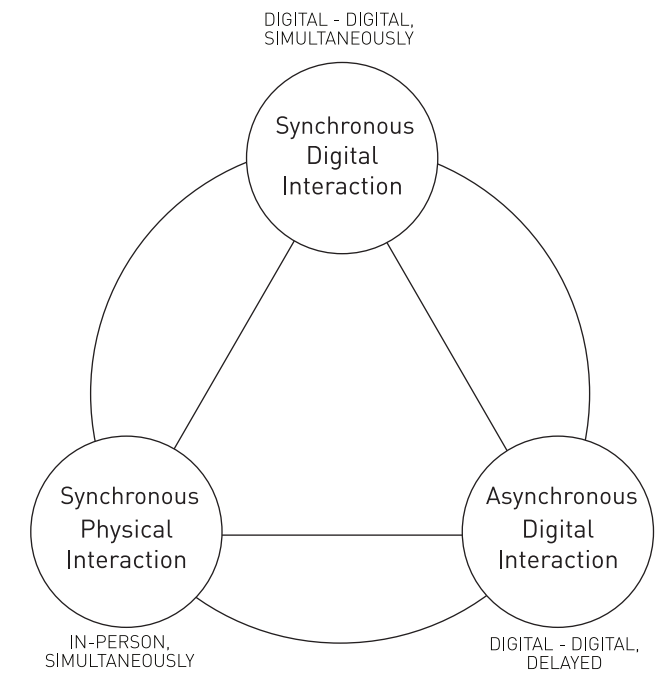 DIGITAL - DIGITAL,
SIMULTANEOUSLY
Synchronous
Digital
Interaction
Synchronous
Physical
Interaction
IN-PERSON,
SIMULTANEOUSLY
Asynchronous
Digital
Interaction
DIGITAL - DIGITAL,
DELAYED